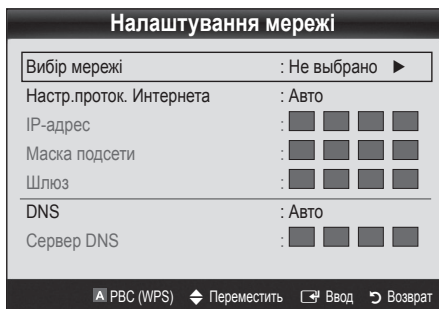 Налаштування мережі
Вибір мережі : Не выбрано ►
Настр.проток. Интернета : Авто
IP-адрес :
Маска подсети :
Шлюз :
DNS : Авто
Сервер DNS :
A PBC (WPS) Переместить Ввод Возврат